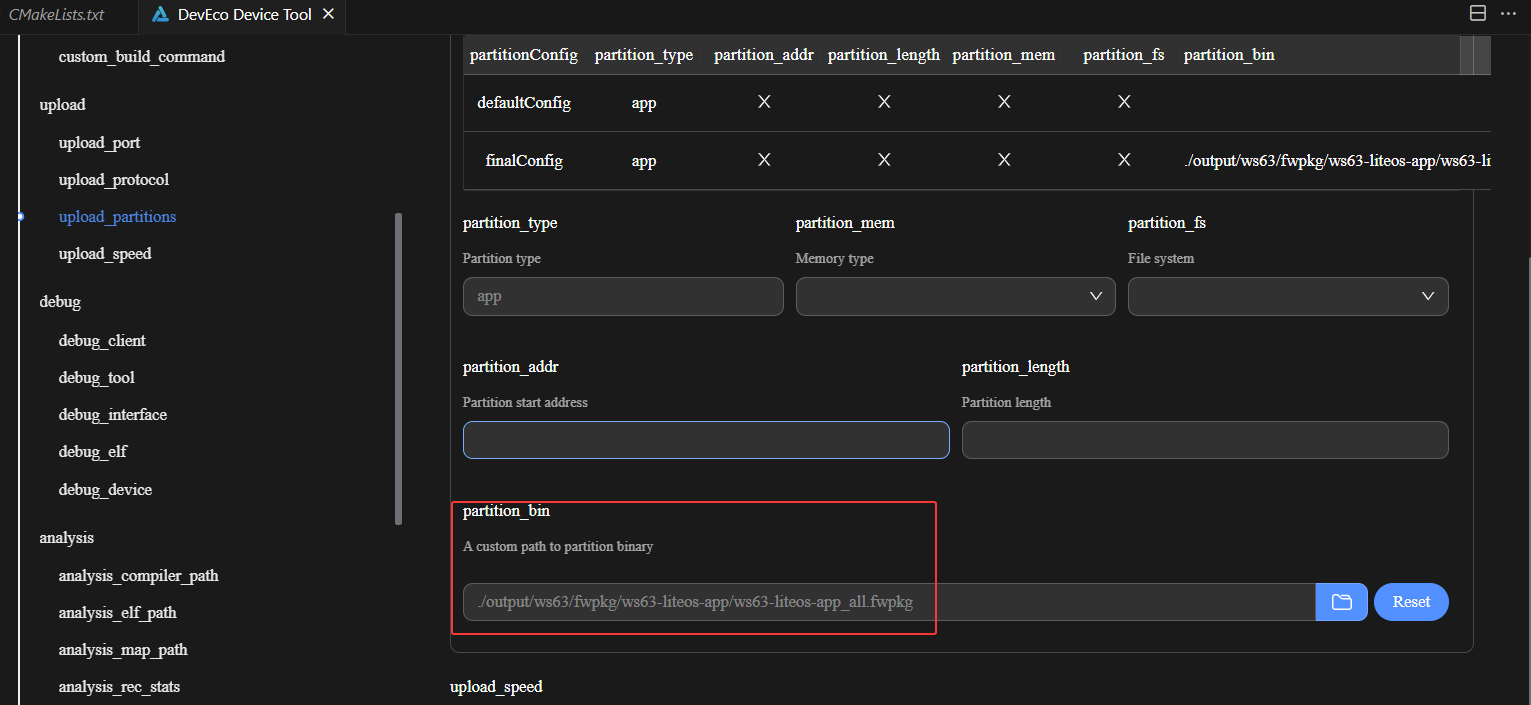 CMakeLists.txt
DevEco Device Tool
custom_build_command
upload
upload_port
upload_protocol
upload_partitions
upload_speed
debug
debug_client
debug_tool
debug_interface
debug_elf
debug_device
analysis
analysis_compiler_path
analysis_elf_path
analysis_map_path
analysis_rec_stats
partitionConfig partition_type partition_addr partition_length partition_mem partition_fs partition_bin
defaultConfig app X X X X
finalConfig app X X X X ./output/ws63/fwpkg/ws63-liteos-app/ws63-li
partition_type partition_mem partition_fs
Partition type Memory type File system
app
partition_addr partition_length
Partition start address Partition length
partition_bin
A custom path to partition binary
./output/ws63/fwpkg/ws63-liteos-app/ws63-liteos-app_all.fwpkg Reset
upload_speed